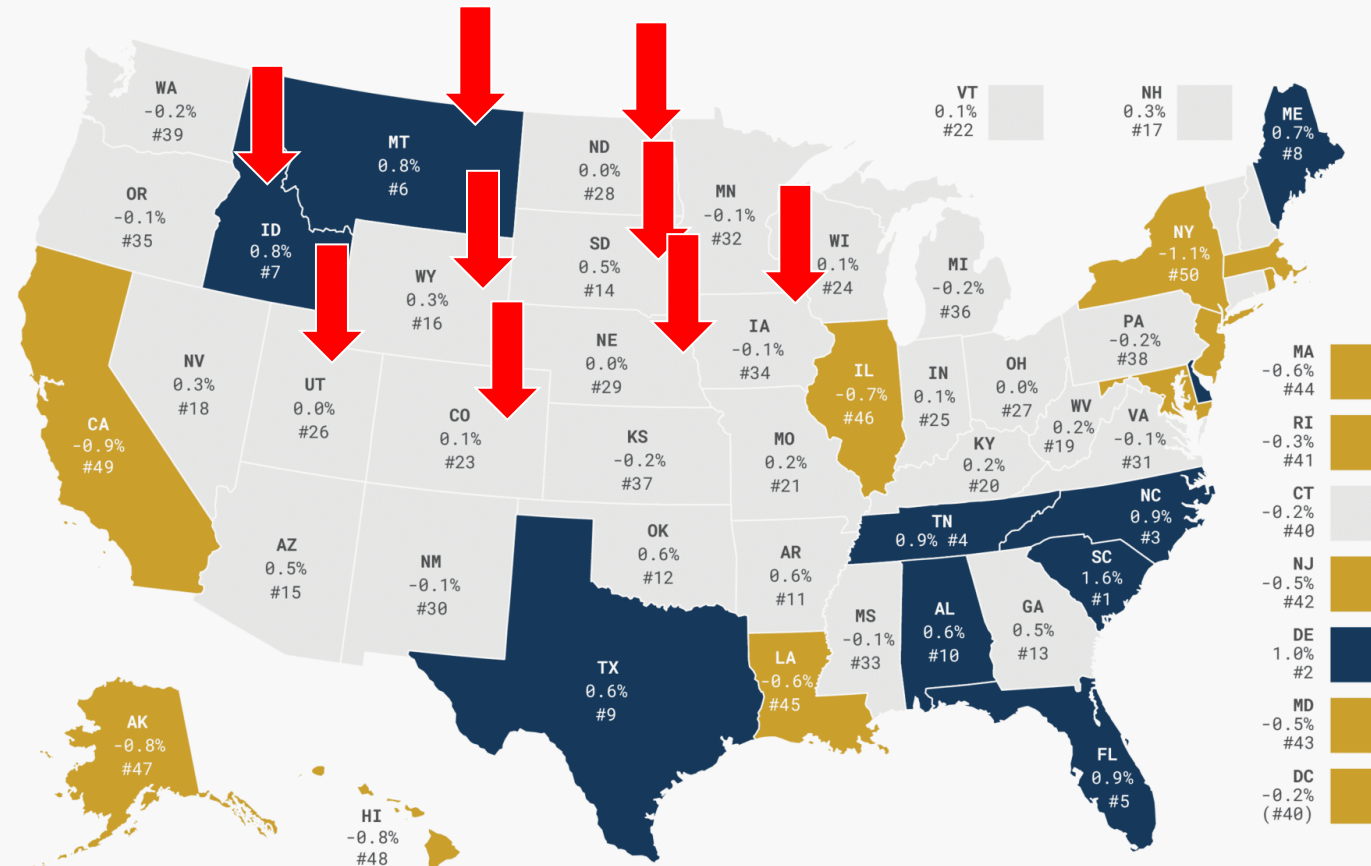 WA
-0.2%
#39
OR
-0.1%
#35
CA
-0.9%
#49
NV
0.3%
#18
ID
0.8%
#7
MT
0.8%
#6
WY
0.3%
#16
UT
0.0%
#26
CO
0.1%
#23
AZ
0.5%
#15
NM
-0.1%
#30
ND
0.0%
#28
SD
0.5%
#14
NE
0.0%
#29
KS
-0.2%
#37
OK
0.6%
#12
TX
0.6%
#9
MN
-0.1%
#32
IA
-0.1%
#34
MO
0.2%
#21
AR
0.6%
#11
LA
-0.6%
#45
WI
0.1%
#24
IL
-0.7%
#46
MI
-0.2%
#36
IN
0.1%
#25
OH
0.0%
#27
KY
0.2%
#20
WV
0.2%
#19
VA
-0.1%
#31
TN
0.9% #4
NC
0.9%
#3
SC
1.6%
#1
MS
-0.1%
#33
AL
0.6%
#10
GA
0.5%
#13
FL
0.9%
#5
PA
-0.2%
#38
NY
-1.1%
#50
VT
0.1%
#22
NH
0.3%
#17
ME
0.7%
#8
MA
-0.6%
#44
RI
-0.3%
#41
CT
-0.2%
#40
NJ
-0.5%
#42
DE
1.0%
#2
MD
-0.5%
#43
DC
-0.2%
(#40)
AK
-0.8%
#47
HI
-0.8%
#48